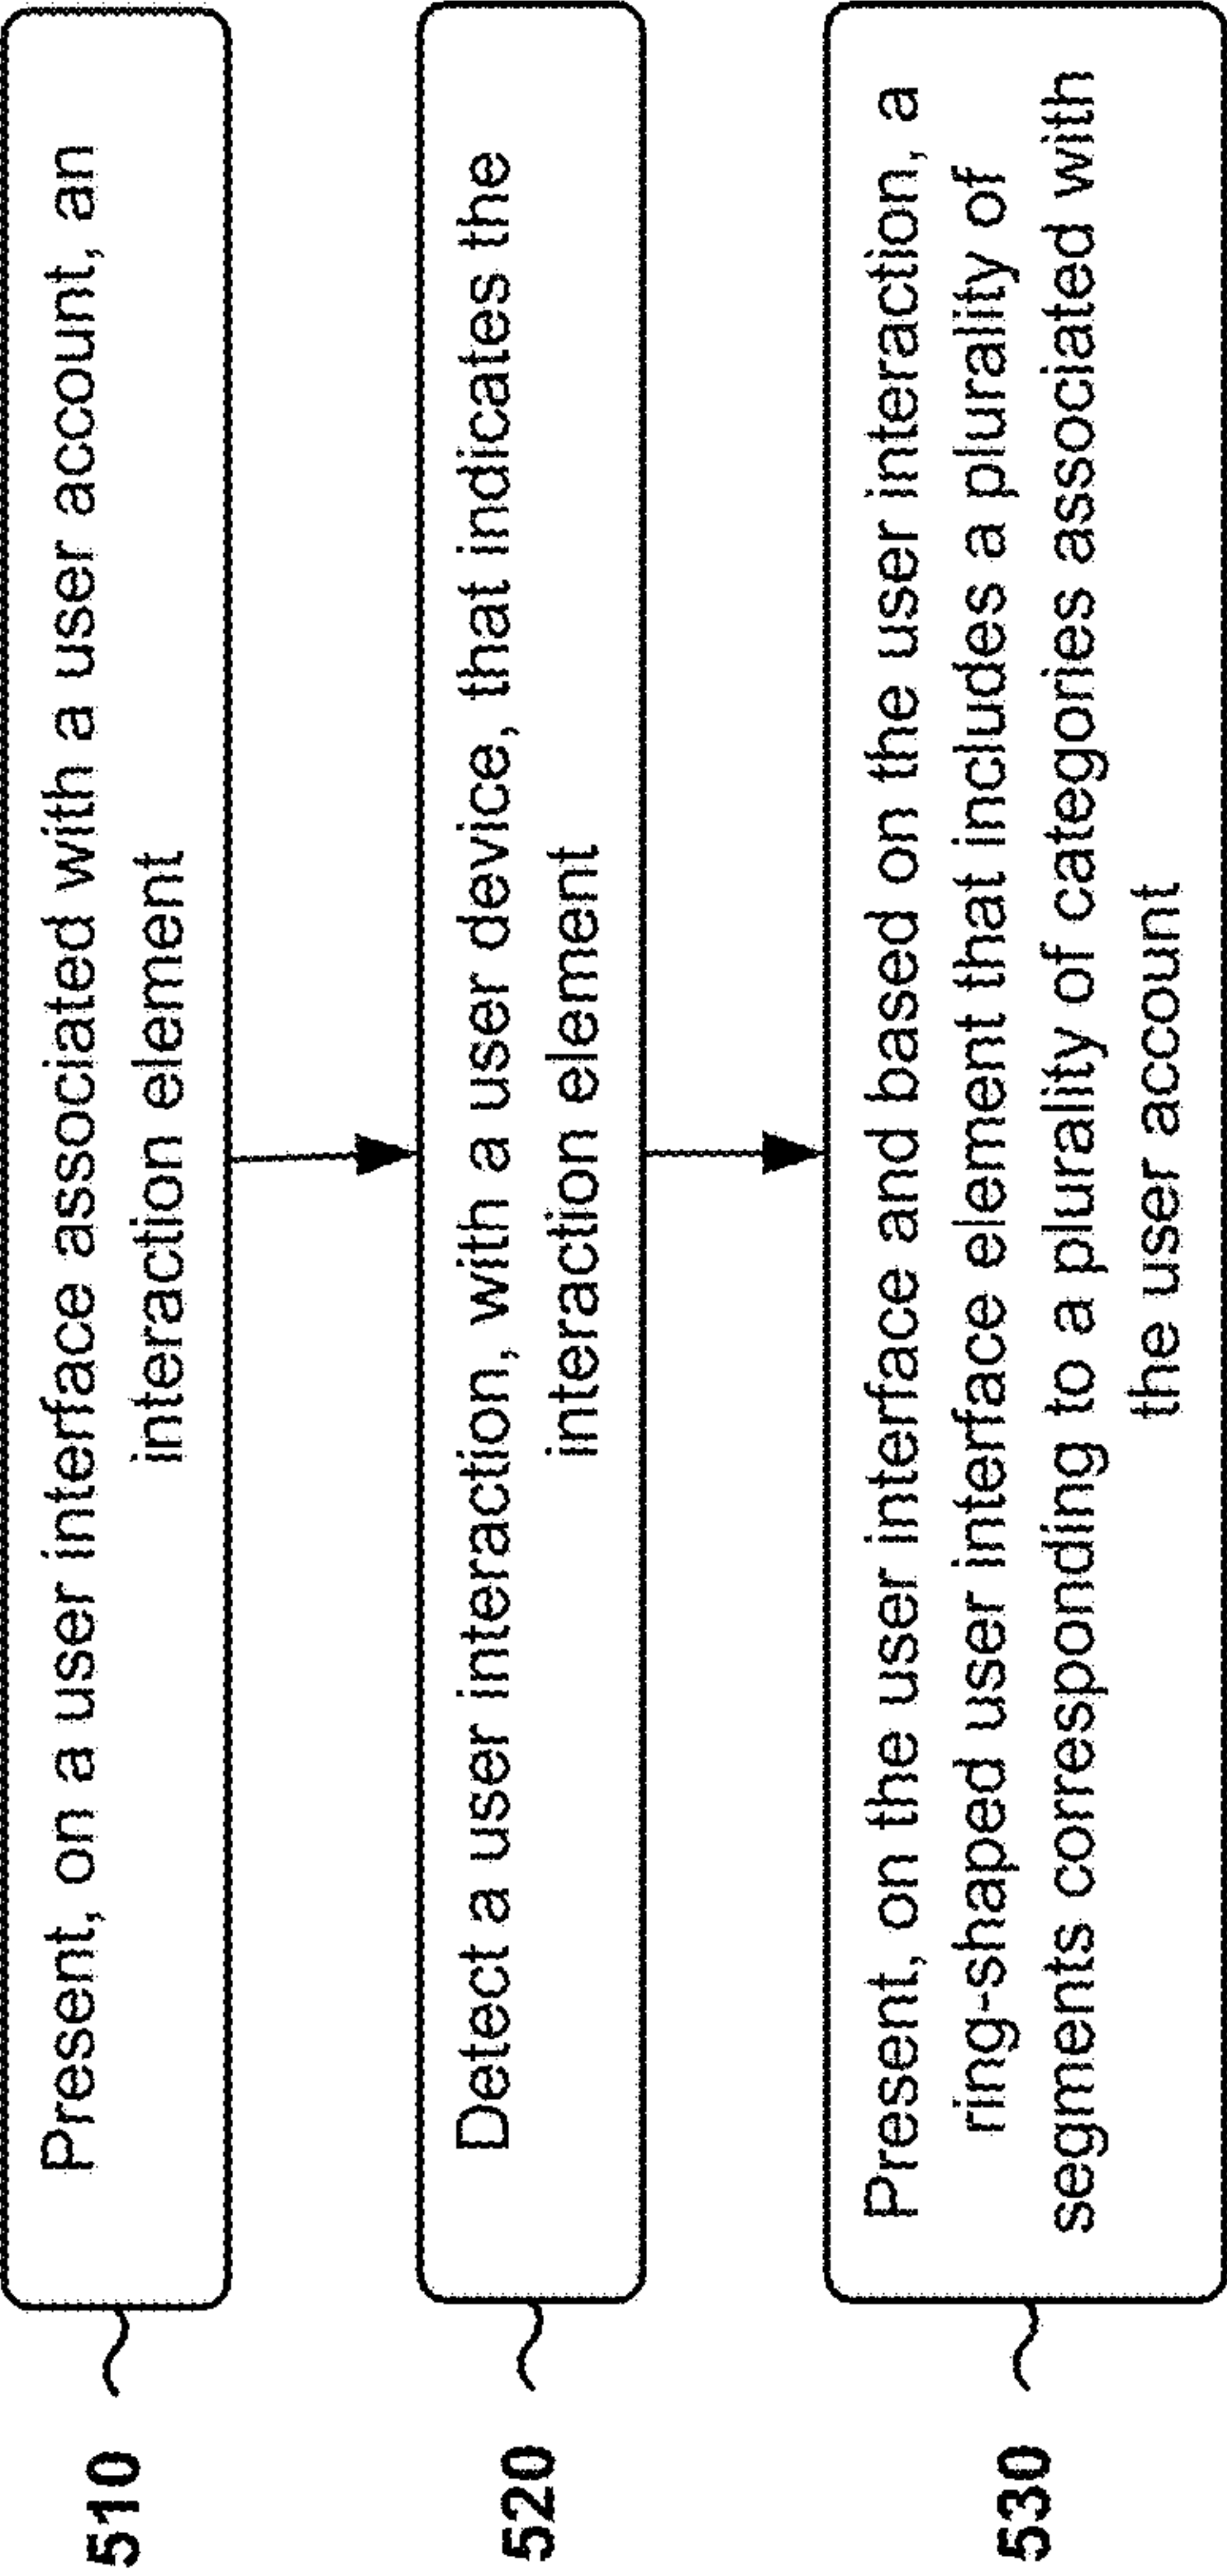 510
Present, on a user interface associated with a user account, an
interaction element
520
Detect a user interaction, with a user device, that indicates the
interaction element
530
Present, on the user interface and based on the user interaction, a
ring-shaped user interface element that includes a plurality of
segments corresponding to a plurality of categories associated with
the user account